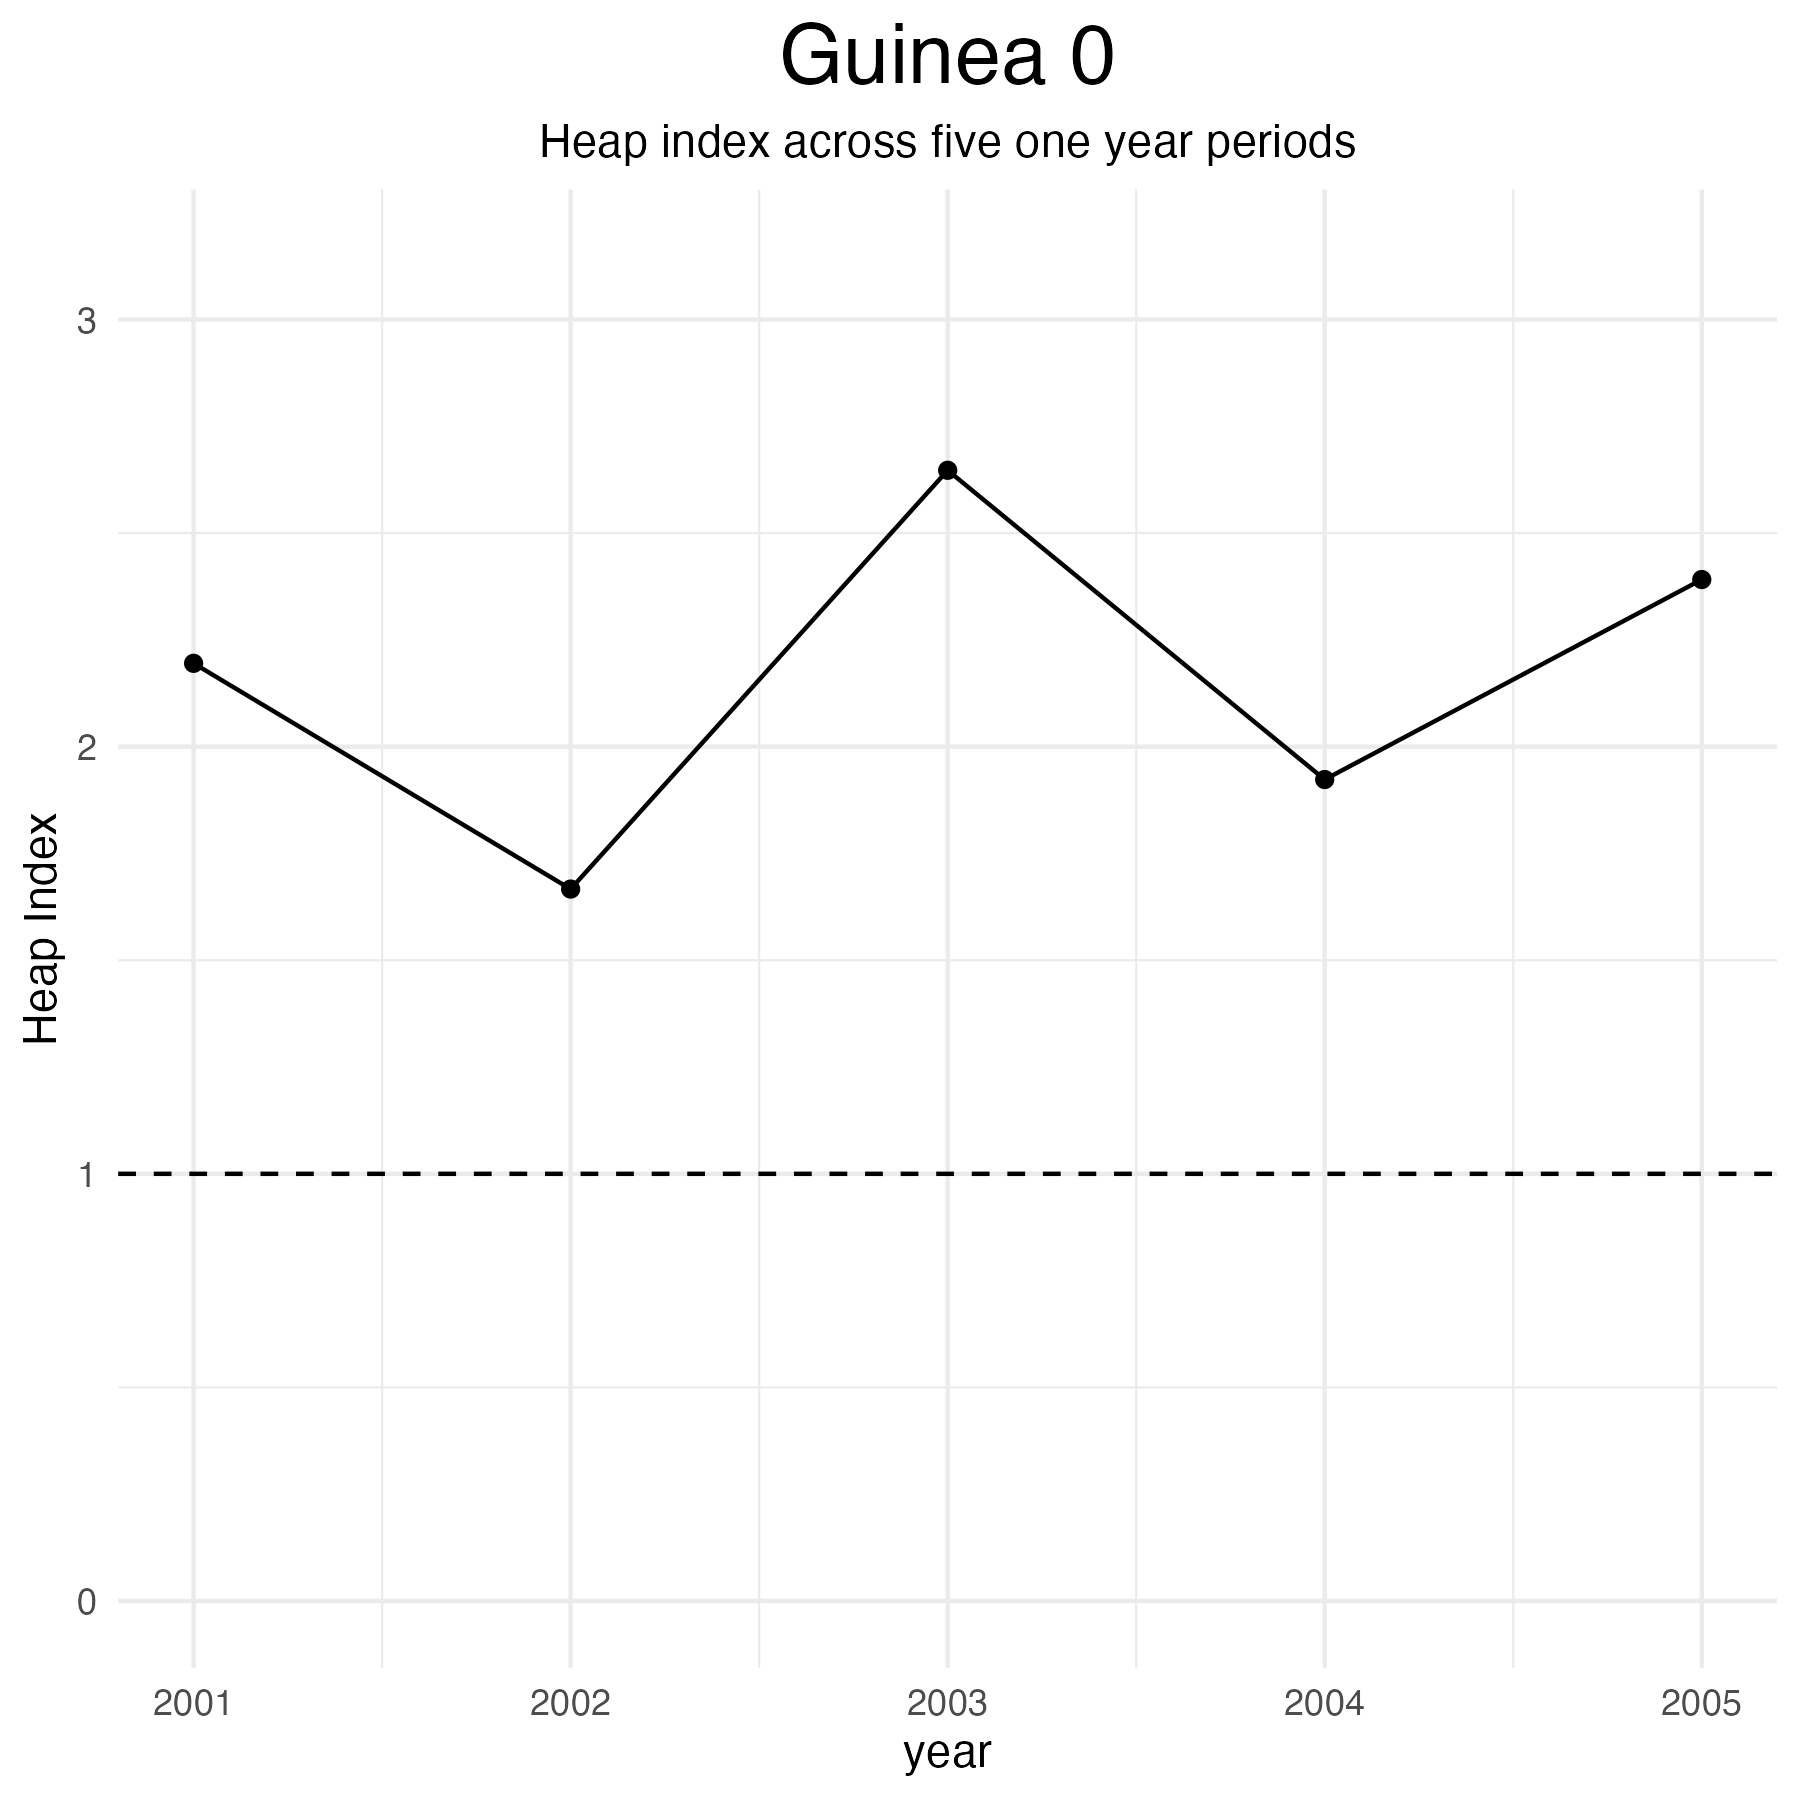 Guinea 0
Heap index across five one year periods
Heap Index
3
2
1
0
2001 2002 2003 2004 2005
year